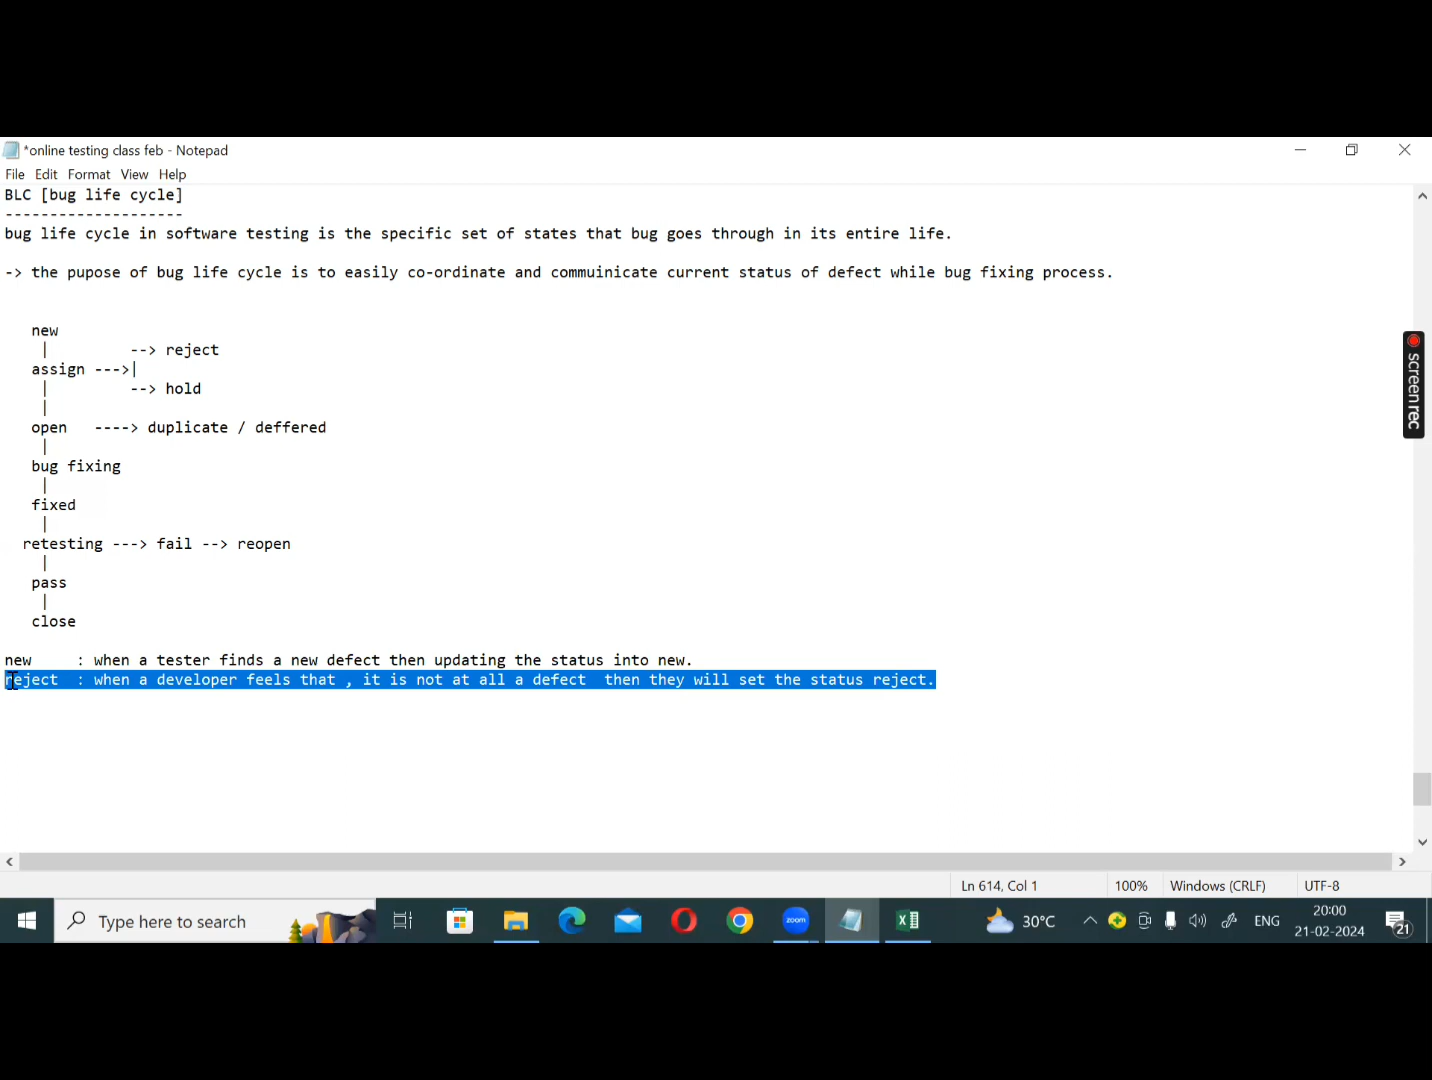 *online testing class feb - Notepad
File Edit Format View Help
BLC [bug life cycle]
--------------------
bug life cycle in software testing is the specific set of states that bug goes through in its entire life.
-> the pupose of bug life cycle is to easily co-ordinate and commuinicate current status of defect while bug fixing process.
new
| --> reject
assign --->|
| --> hold
|
open ----> duplicate / deffered
|
bug fixing
|
fixed
|
retesting ---> fail --> reopen
|
pass
|
close
new : when a tester finds a new defect then updating the status into new.
reject : when a developer feels that , it is not at all a defect then they will set the status reject.
screenrec
Ln 614, Col 1 100% Windows (CRLF) UTF-8
Type here to search zoom 30°C ENG 20:00
21-02-2024 21